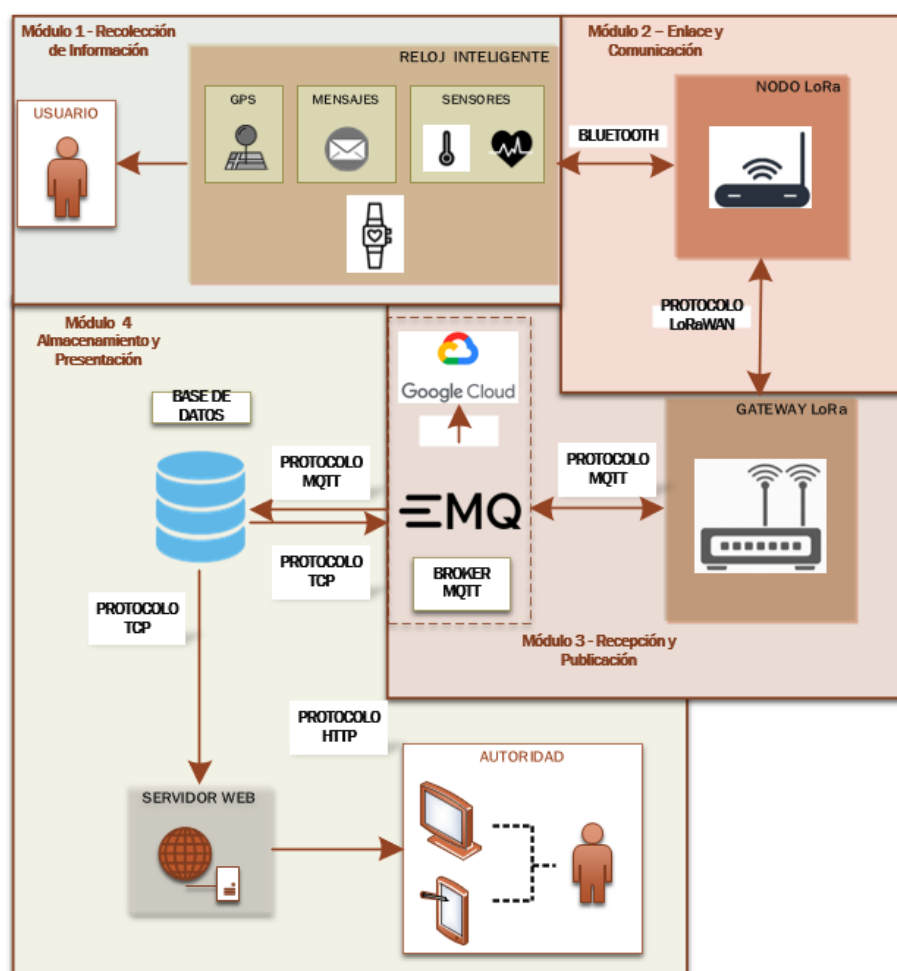 Módulo 1 - Recolección
de Información
RELOJ INTELIGENTE
USUARIO
GPS
MENSAJES
SENSORES
Módulo 2 – Enlace y
Comunicación
NODO LoRa
BLUETOOTH
PROTOCOLO
LoRaWAN
Módulo 4
Almacenamiento y
Presentación
BASE DE
DATOS
Google Cloud
GATEWAY LoRa
PROTOCOLO
MQTT
PROTOCOLO
MQTT
EMQ
PROTOCOLO
TCP
BROKER
MQTT
PROTOCOLO
TCP
Módulo 3 - Recepción y
Publicación
PROTOCOLO
HTTP
SERVIDOR WEB
AUTORIDAD